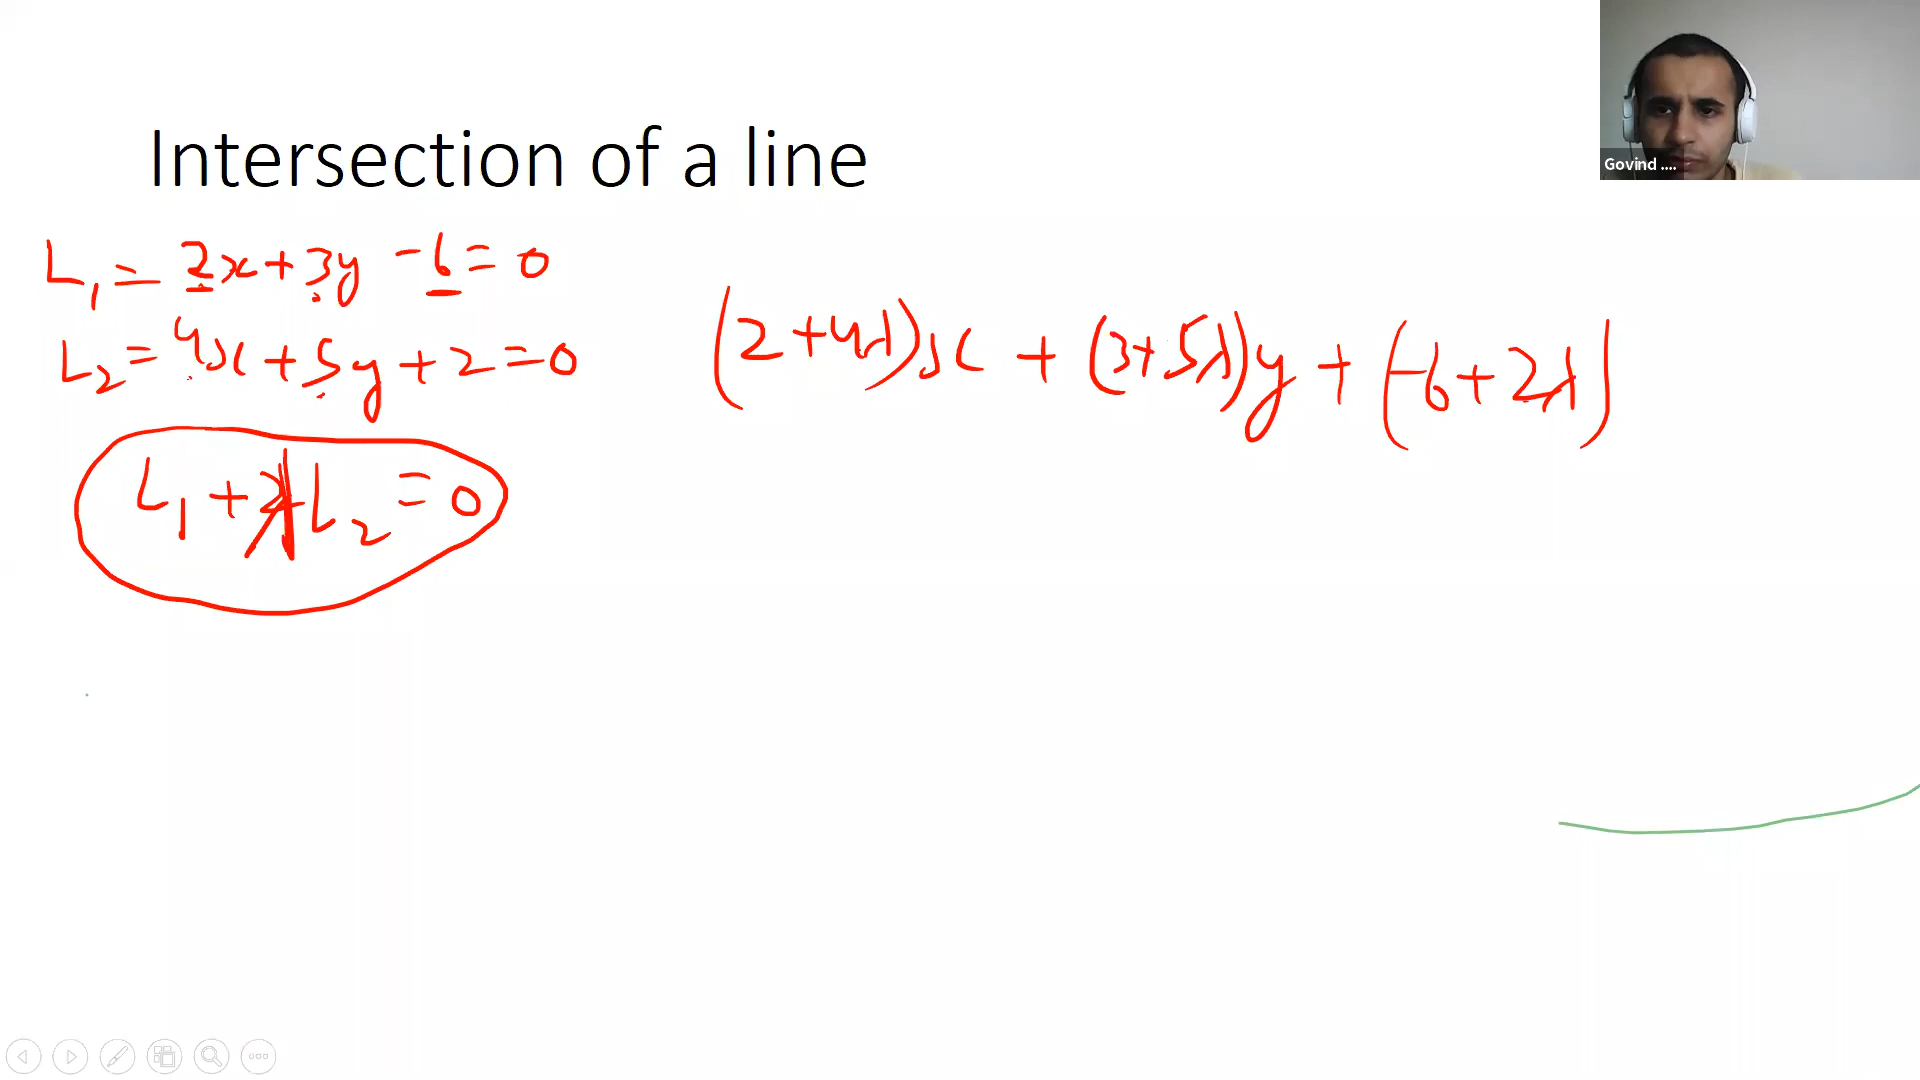 Govind ....
Intersection of a line
L₁ = 2x + 3y - 6 = 0
L₂ = 4x + 5y + 2 = 0
(2+4λ)x + (3+5λ)y + (-6+2λ)
L₁ + λL₂ = 0